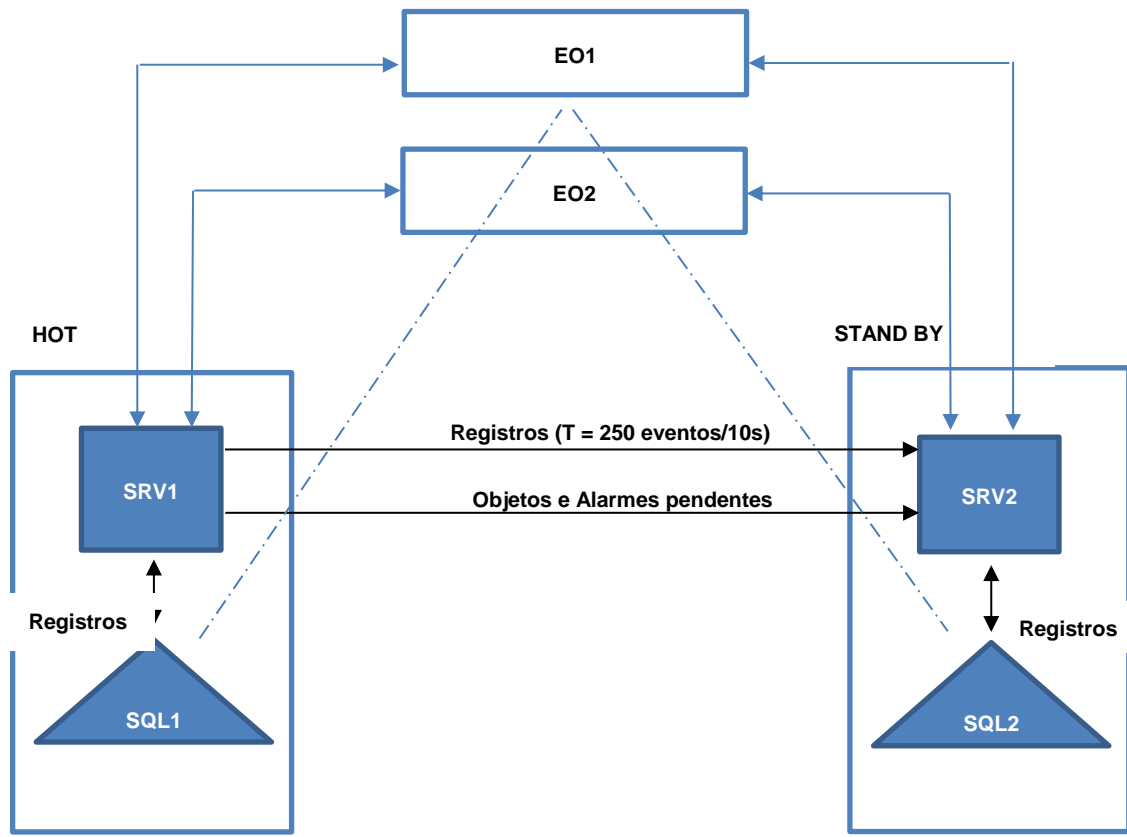 EO1
EO2
HOT
STAND BY
Registros (T = 250 eventos/10s)
SRV1
SRV2
Objetos e Alarmes pendentes
Registros
Registros
SQL1
SQL2